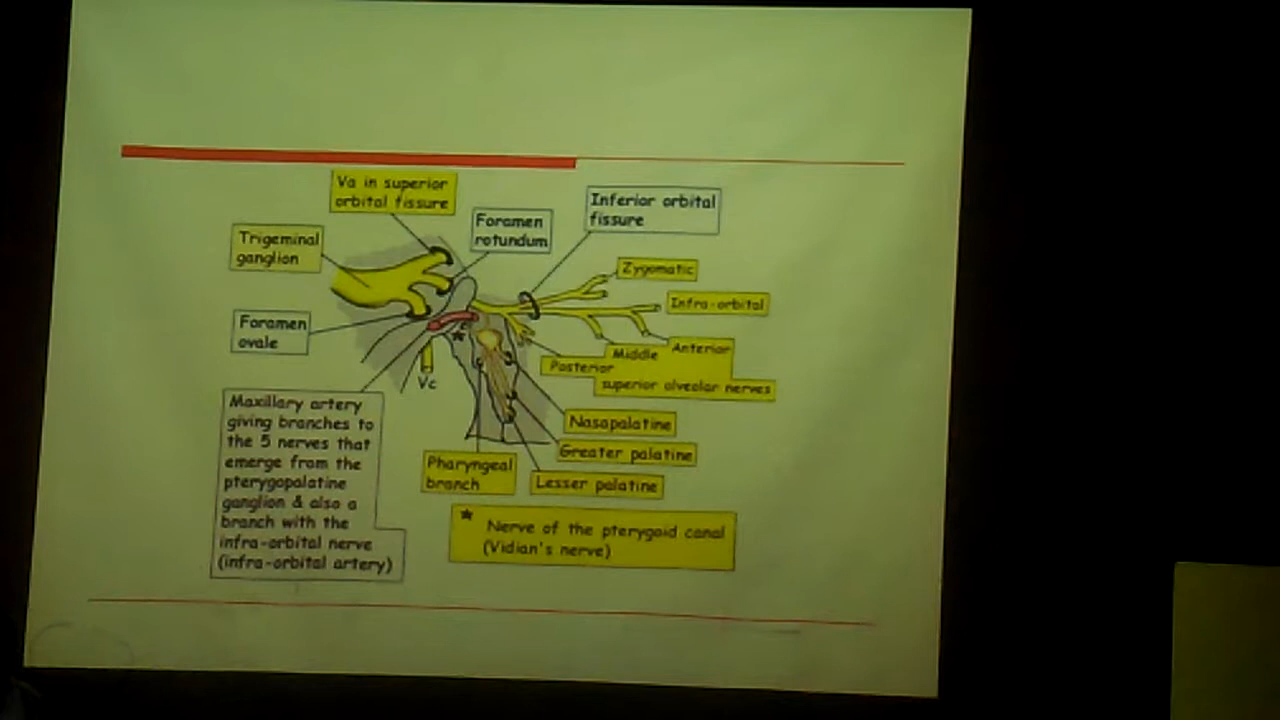 Va in superior
orbital fissure
Foramen
rotundum
Inferior orbital
fissure
Trigeminal
ganglion
Zygomatic
Infra-orbital
Foramen
ovale
Anterior
Middle
Posterior
superior alveolar nerves
Vc
Maxillary artery
giving branches to
the 5 nerves that
emerge from the
pterygopalatine
ganglion & also a
branch with the
infra-orbital nerve
(infra-orbital artery)
Nasopalatine
Greater palatine
Pharyngeal
branch
Lesser palatine
* Nerve of the pterygoid canal
(Vidian's nerve)